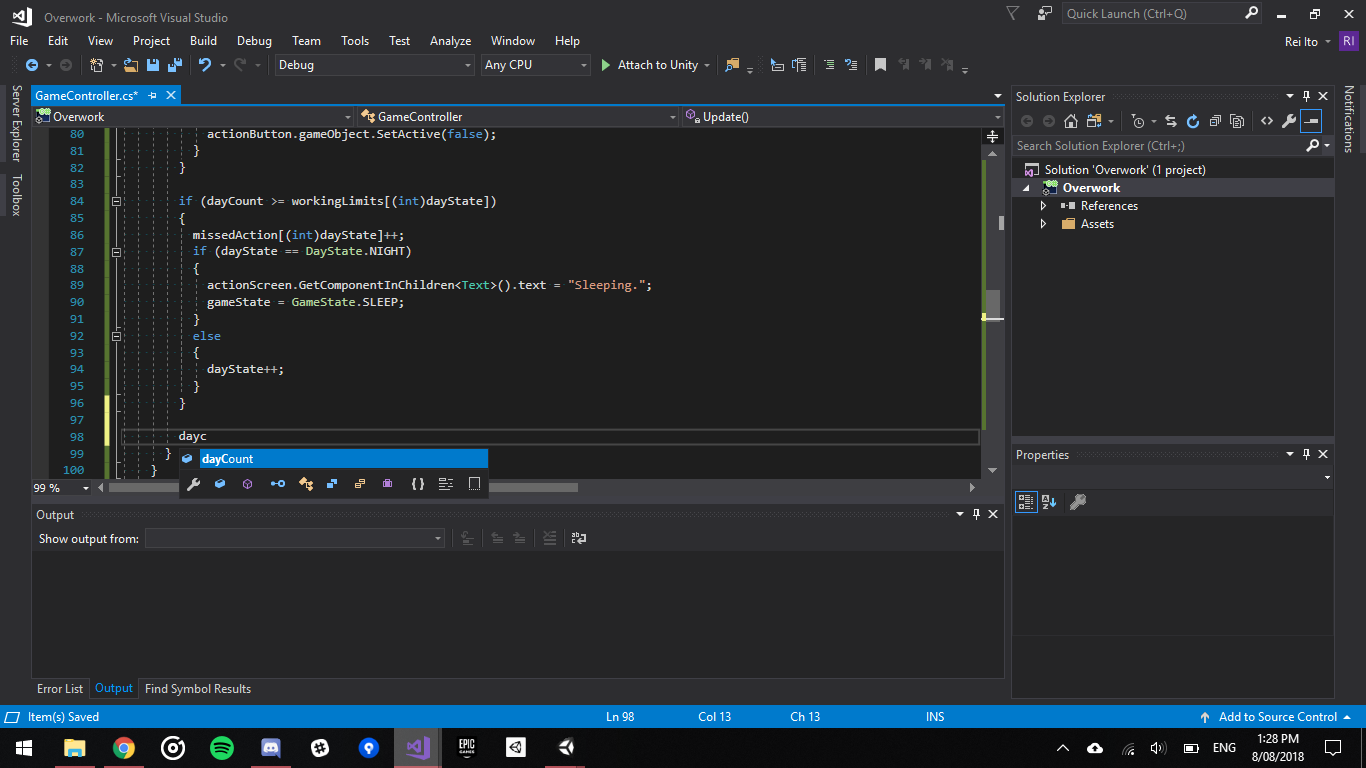 Overwork - Microsoft Visual Studio
Quick Launch (Ctrl+Q)
File Edit View Project Build Debug Team Tools Test Analyze Window Help
Rei Ito RI
Debug Any CPU Attach to Unity
Server Explorer
Toolbox
GameController.cs*
Overwork GameController Update()
80 actionButton.gameObject.SetActive(false);
81 }
82 }
83
84 if (dayCount >= workingLimits[(int)dayState])
85 {
86 missedAction[(int)dayState]++;
87 if (dayState == DayState.NIGHT)
88 {
89 actionScreen.GetComponentInChildren<Text>().text = "Sleeping.";
90 gameState = GameState.SLEEP;
91 }
92 else
93 {
94 dayState++;
95 }
96 }
97
98 dayc
99 }
100 }
dayCount
99 %
Output
Show output from:
Error List Output Find Symbol Results
Solution Explorer
Search Solution Explorer (Ctrl+;)
Solution 'Overwork' (1 project)
Overwork
References
Assets
Properties
Notifications
Item(s) Saved Ln 98 Col 13 Ch 13 INS Add to Source Control
EPIC GAMES
ENG
1:28 PM
8/08/2018